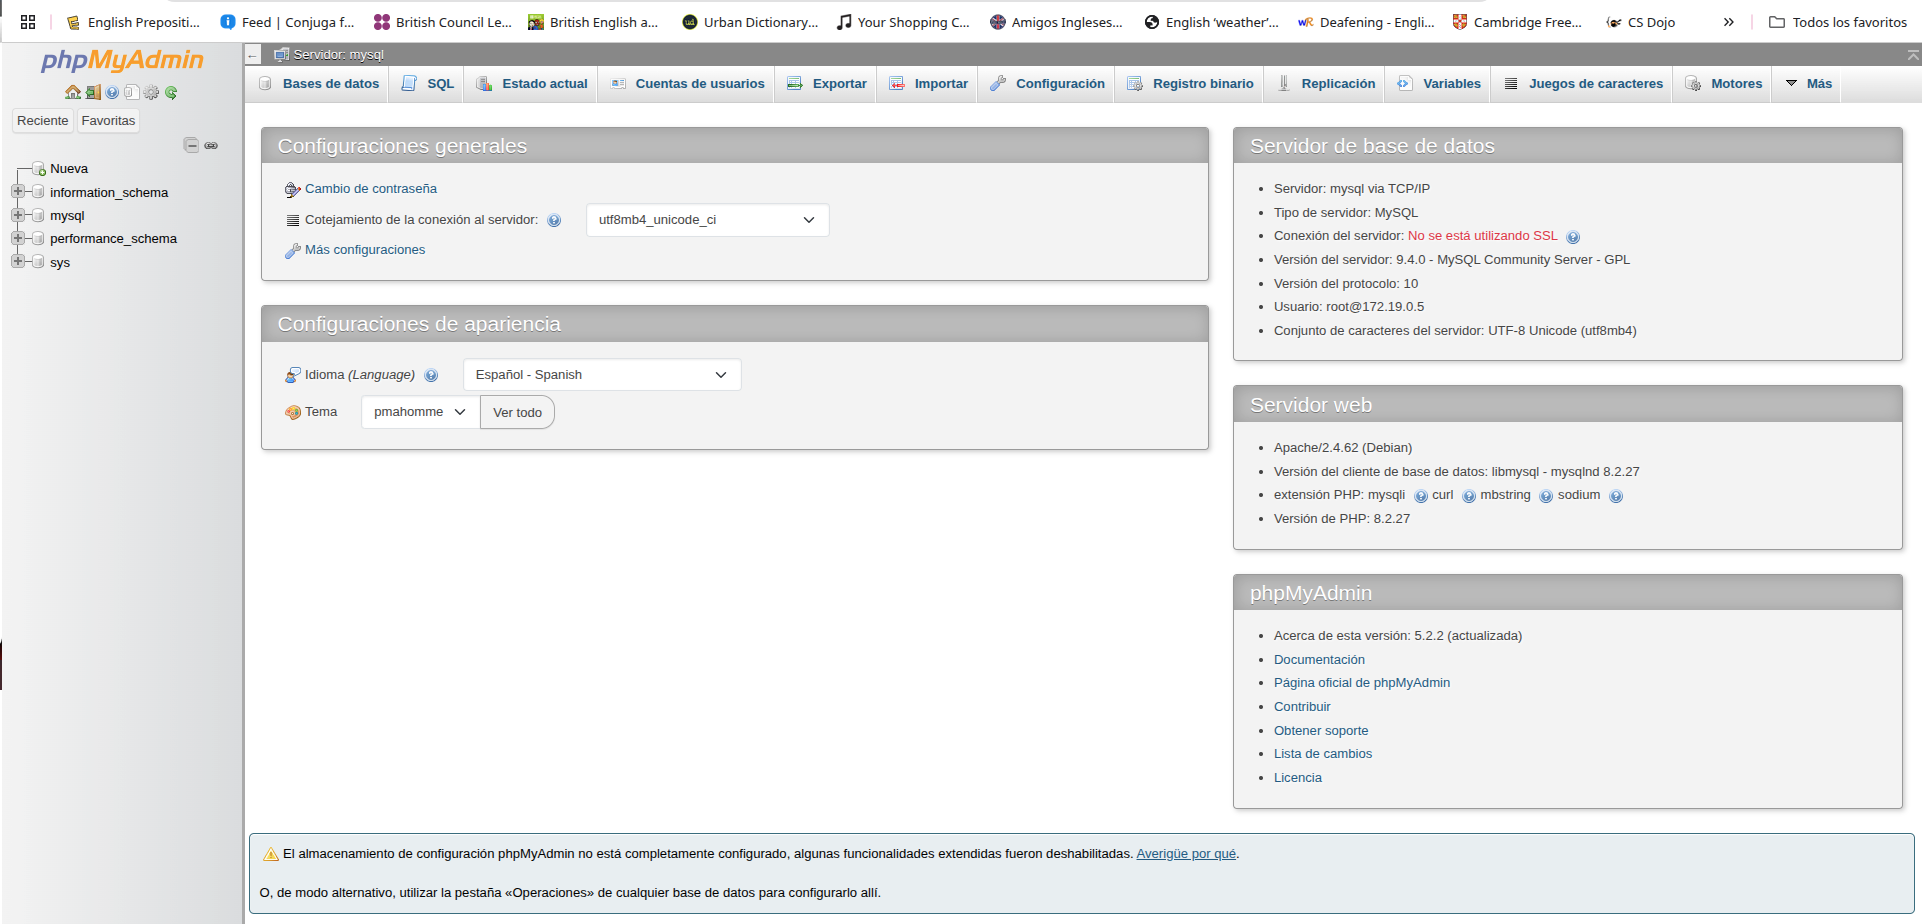 English Prepositi...
Feed | Conjuga f...
British Council Le...
British English a...
Urban Dictionary...
Your Shopping C...
Amigos Ingleses...
English ‘weather’...
Deafening - Engli...
Cambridge Free...
CS Dojo
Todos los favoritos
phpMyAdmin
Reciente
Favoritas
Nueva
information_schema
mysql
performance_schema
sys
Servidor: mysql
Bases de datos
SQL
Estado actual
Cuentas de usuarios
Exportar
Importar
Configuración
Registro binario
Replicación
Variables
Juegos de caracteres
Motores
Más
Configuraciones generales
Cambio de contraseña
Cotejamiento de la conexión al servidor:
utf8mb4_unicode_ci
Más configuraciones
Configuraciones de apariencia
Idioma (Language)
Español - Spanish
Tema
pmahomme
Ver todo
Servidor de base de datos
Servidor: mysql via TCP/IP
Tipo de servidor: MySQL
Conexión del servidor: No se está utilizando SSL
Versión del servidor: 9.4.0 - MySQL Community Server - GPL
Versión del protocolo: 10
Usuario: root@172.19.0.5
Conjunto de caracteres del servidor: UTF-8 Unicode (utf8mb4)
Servidor web
Apache/2.4.62 (Debian)
Versión del cliente de base de datos: libmysql - mysqlnd 8.2.27
extensión PHP: mysqli curl mbstring sodium
Versión de PHP: 8.2.27
phpMyAdmin
Acerca de esta versión: 5.2.2 (actualizada)
Documentación
Página oficial de phpMyAdmin
Contribuir
Obtener soporte
Lista de cambios
Licencia
El almacenamiento de configuración phpMyAdmin no está completamente configurado, algunas funcionalidades extendidas fueron deshabilitadas. Averigüe por qué.
O, de modo alternativo, utilizar la pestaña «Operaciones» de cualquier base de datos para configurarlo allí.